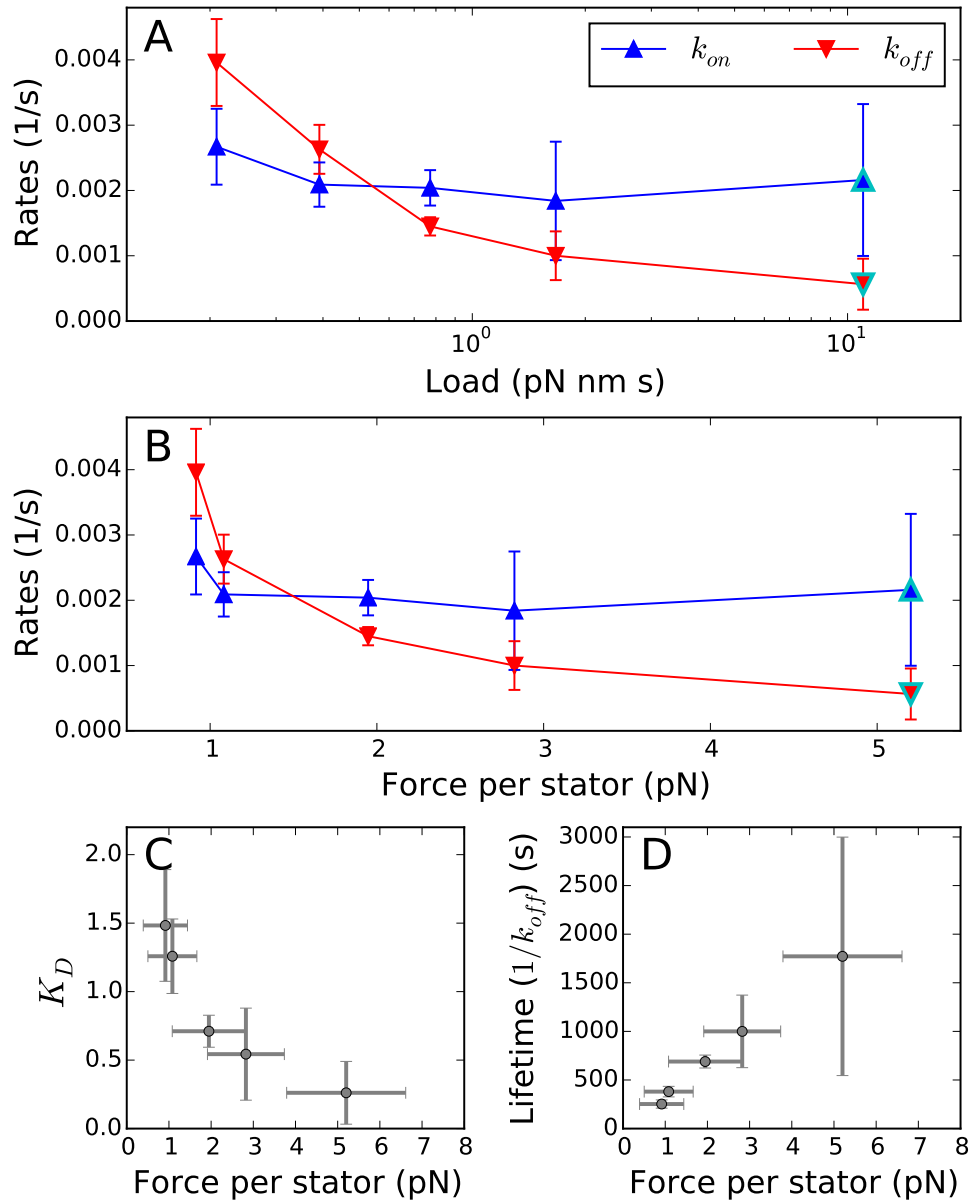 A
k_on k_off
Rates (1/s)
0.004
0.003
0.002
0.001
0.000
10^0 10^1
Load (pN nm s)
B
Rates (1/s)
0.004
0.003
0.002
0.001
0.000
1 2 3 4 5
Force per stator (pN)
C
K_D
2.0
1.5
1.0
0.5
0.0
0 1 2 3 4 5 6 7 8
Force per stator (pN)
D
Lifetime (1/k_off) (s)
3000
2500
2000
1500
1000
500
0
0 1 2 3 4 5 6 7 8
Force per stator (pN)